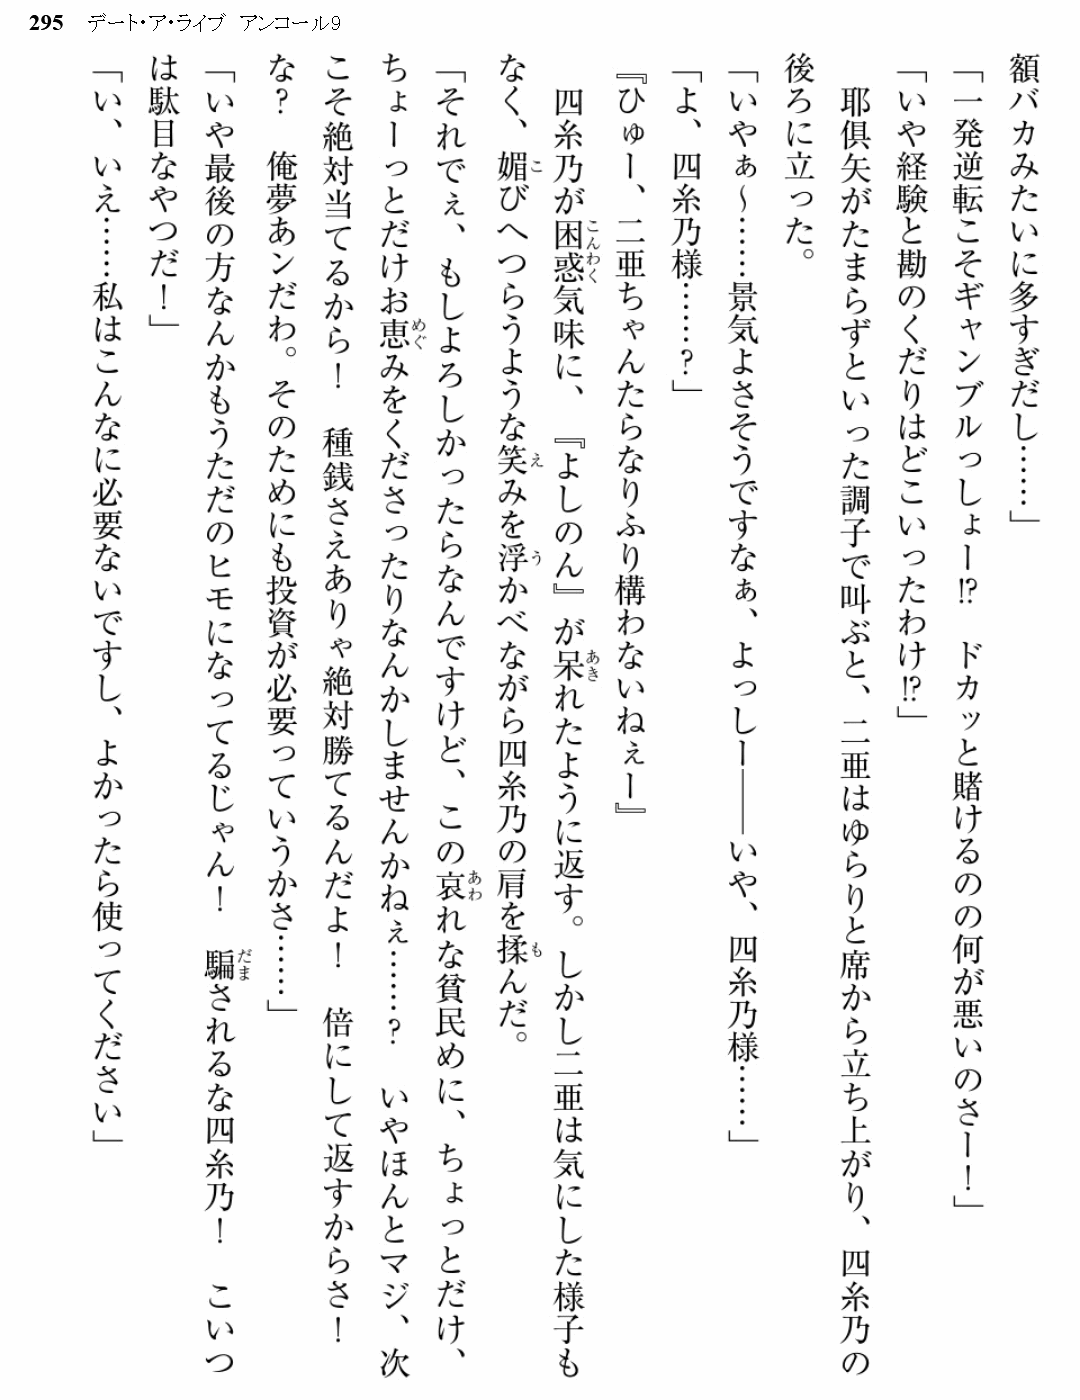 295 デート・ア・ライブ アンコール9
額バカみたいに多すぎだし……」
「一発逆転こそギャンブルっしょー!? ドカッと賭けるのの何が悪いのさー！」
「いや経験と勘のくだりはどこいったわけ!?」
　耶倶矢がたまらずといった調子で叫ぶと、二亜はゆらりと席から立ち上がり、四糸乃の
後ろに立った。
「いやぁ～……景気よさそうですなぁ、よっしー――いや、四糸乃様……」
「よ、四糸乃様……？」
『ひゅー、二亜ちゃんたらなりふり構わないねぇー』
　四糸乃が困惑気味に、『よしのん』が呆れたように返す。しかし二亜は気にした様子も
なく、媚びへつらうような笑みを浮かべながら四糸乃の肩を揉んだ。
「それでぇ、もしよろしかったらなんですけど、この哀れな貧民めに、ちょっとだけ、
ちょーっとだけお恵みをくださったりなんかしませんかねぇ……？　いやほんとマジ、次
こそ絶対当てるから！　種銭さえありゃ絶対勝てるんだよ！　倍にして返すからさ！
な？　俺夢あンだわ。そのためにも投資が必要っていうかさ……」
「いや最後の方なんかもうただのヒモになってるじゃん！　騙されるな四糸乃！　こいつ
は駄目なやつだ！」
「い、いえ……私はこんなに必要ないですし、よかったら使ってください」